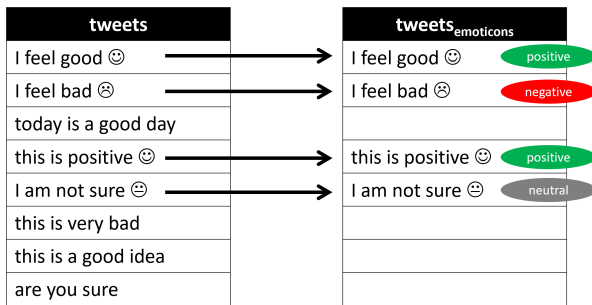 tweets
I feel good ☺
I feel bad ☹
today is a good day
this is positive ☺
I am not sure 😐
this is very bad
this is a good idea
are you sure
tweets emoticons
I feel good ☺ positive
I feel bad ☹ negative
this is positive ☺ positive
I am not sure 😐 neutral